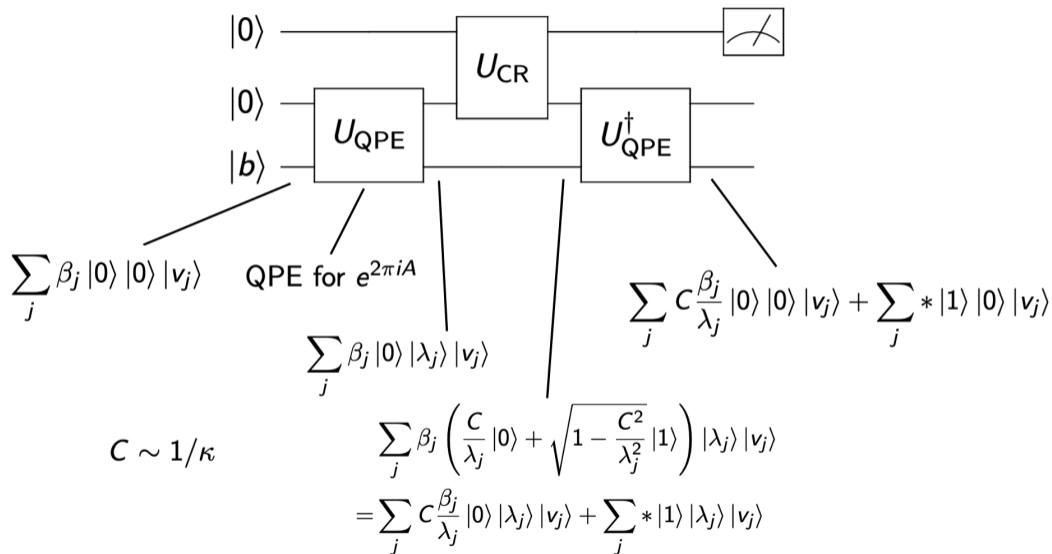 |0⟩
U_CR
|0⟩
U_QPE
U†_QPE
|b⟩
∑_j β_j |0⟩ |0⟩ |v_j⟩
QPE for e^{2πiA}
∑_j C β_j/λ_j |0⟩ |0⟩ |v_j⟩ + ∑_j * |1⟩ |0⟩ |v_j⟩
∑_j β_j |0⟩ |λ_j⟩ |v_j⟩
C ∼ 1/κ
∑_j β_j ( C/λ_j |0⟩ + √(1 − C²/λ_j²) |1⟩ ) |λ_j⟩ |v_j⟩
= ∑_j C β_j/λ_j |0⟩ |λ_j⟩ |v_j⟩ + ∑_j * |1⟩ |λ_j⟩ |v_j⟩